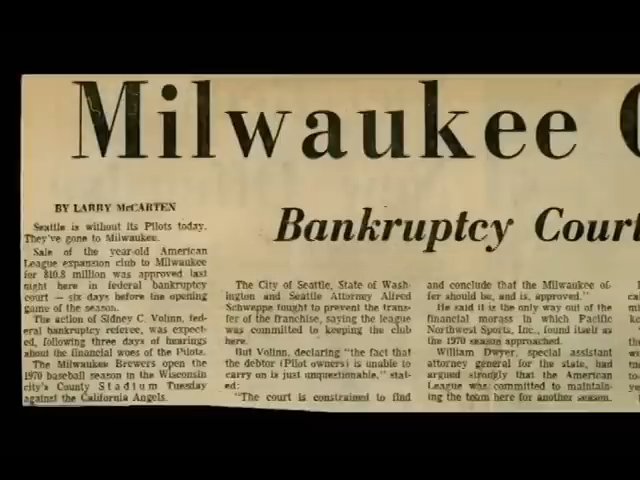 Milwaukee
BY LARRY McCARTEN
Bankruptcy Court
Seattle is without its Pilots today.
They've gone to Milwaukee.
Sale of the year-old American
League expansion club to Milwaukee
for $10.8 million was approved last
night here in federal bankruptcy
court — six days before the opening
game of the season.
The action of Sidney C. Volinn, fed-
eral bankruptcy referee, was expect-
ed, following three days of hearings
about the financial woes of the Pilots.
The Milwaukee Brewers open the
1970 baseball season in the Wisconsin
city's County Stadium Tuesday
against the California Angels.
The City of Seattle, State of Wash-
ington and Seattle Attorney Alfred
Schweppe fought to prevent the trans-
fer of the franchise, saying the league
was committed to keeping the club
here.
But Volinn, declaring "the fact that
the debtor (Pilot owners) is unable to
carry on is just unquestionable," stat-
ed:
"The court is constrained to find
and conclude that the Milwaukee of-
fer should be, and is, approved."
He said it is the only way out of the
financial morass in which Pacific
Northwest Sports, Inc., found itself as
the 1970 season approached.
William Dwyer, special assistant
attorney general for the state, had
argued strongly that the American
League was committed to maintain-
ing the team here for another season.